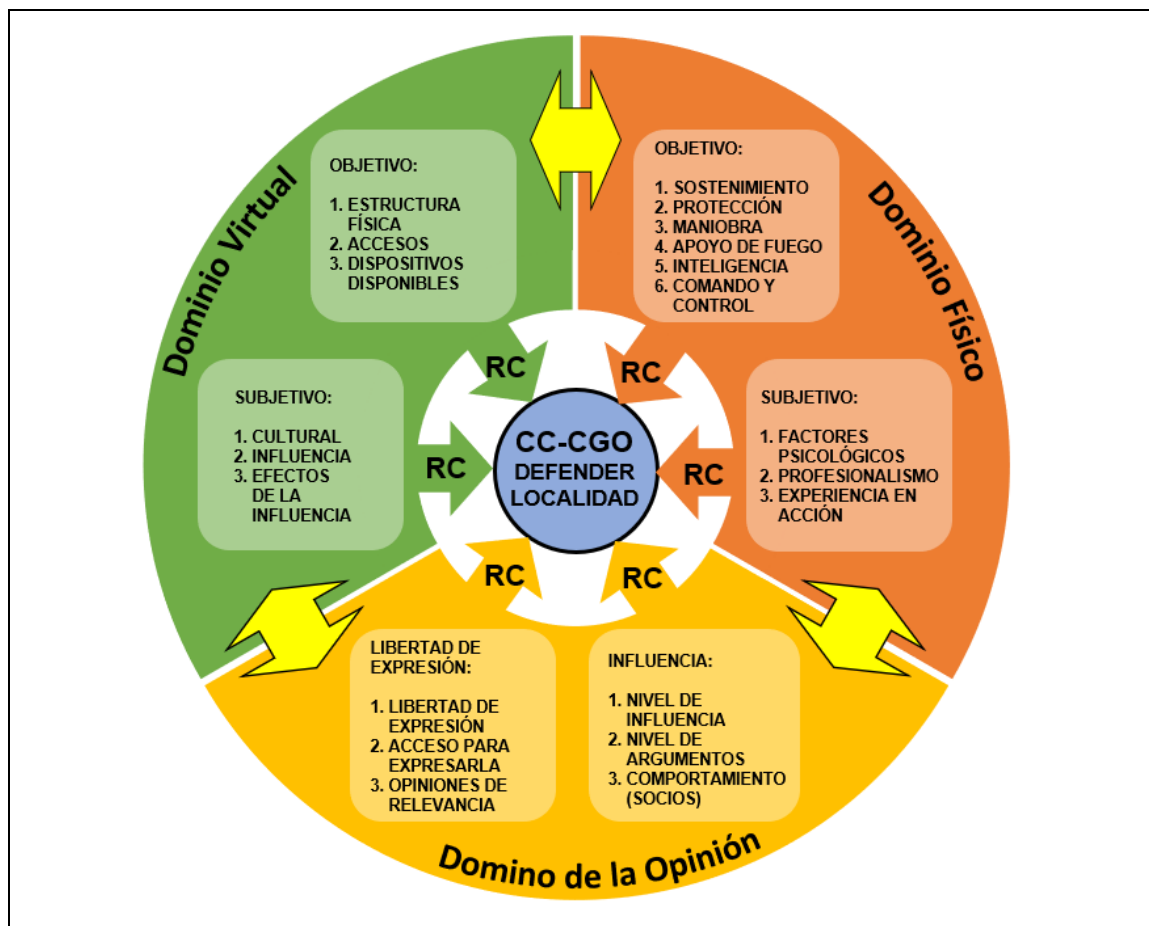 Dominio Virtual
OBJETIVO:
1. ESTRUCTURA
FÍSICA
2. ACCESOS
3. DISPOSITIVOS
DISPONIBLES
SUBJETIVO:
1. CULTURAL
2. INFLUENCIA
3. EFECTOS
DE LA
INFLUENCIA
Dominio Físico
OBJETIVO:
1. SOSTENIMIENTO
2. PROTECCIÓN
3. MANIOBRA
4. APOYO DE FUEGO
5. INTELIGENCIA
6. COMANDO Y
CONTROL
SUBJETIVO:
1. FACTORES
PSICOLÓGICOS
2. PROFESIONALISMO
3. EXPERIENCIA EN
ACCIÓN
RC
RC
RC
RC
RC
RC
CC-CGO
DEFENDER
LOCALIDAD
LIBERTAD DE
EXPRESIÓN:
1. LIBERTAD DE
EXPRESIÓN
2. ACCESO PARA
EXPRESARLA
3. OPINIONES DE
RELEVANCIA
INFLUENCIA:
1. NIVEL DE
INFLUENCIA
2. NIVEL DE
ARGUMENTOS
3. COMPORTAMIENTO
(SOCIOS)
Domino de la Opinión